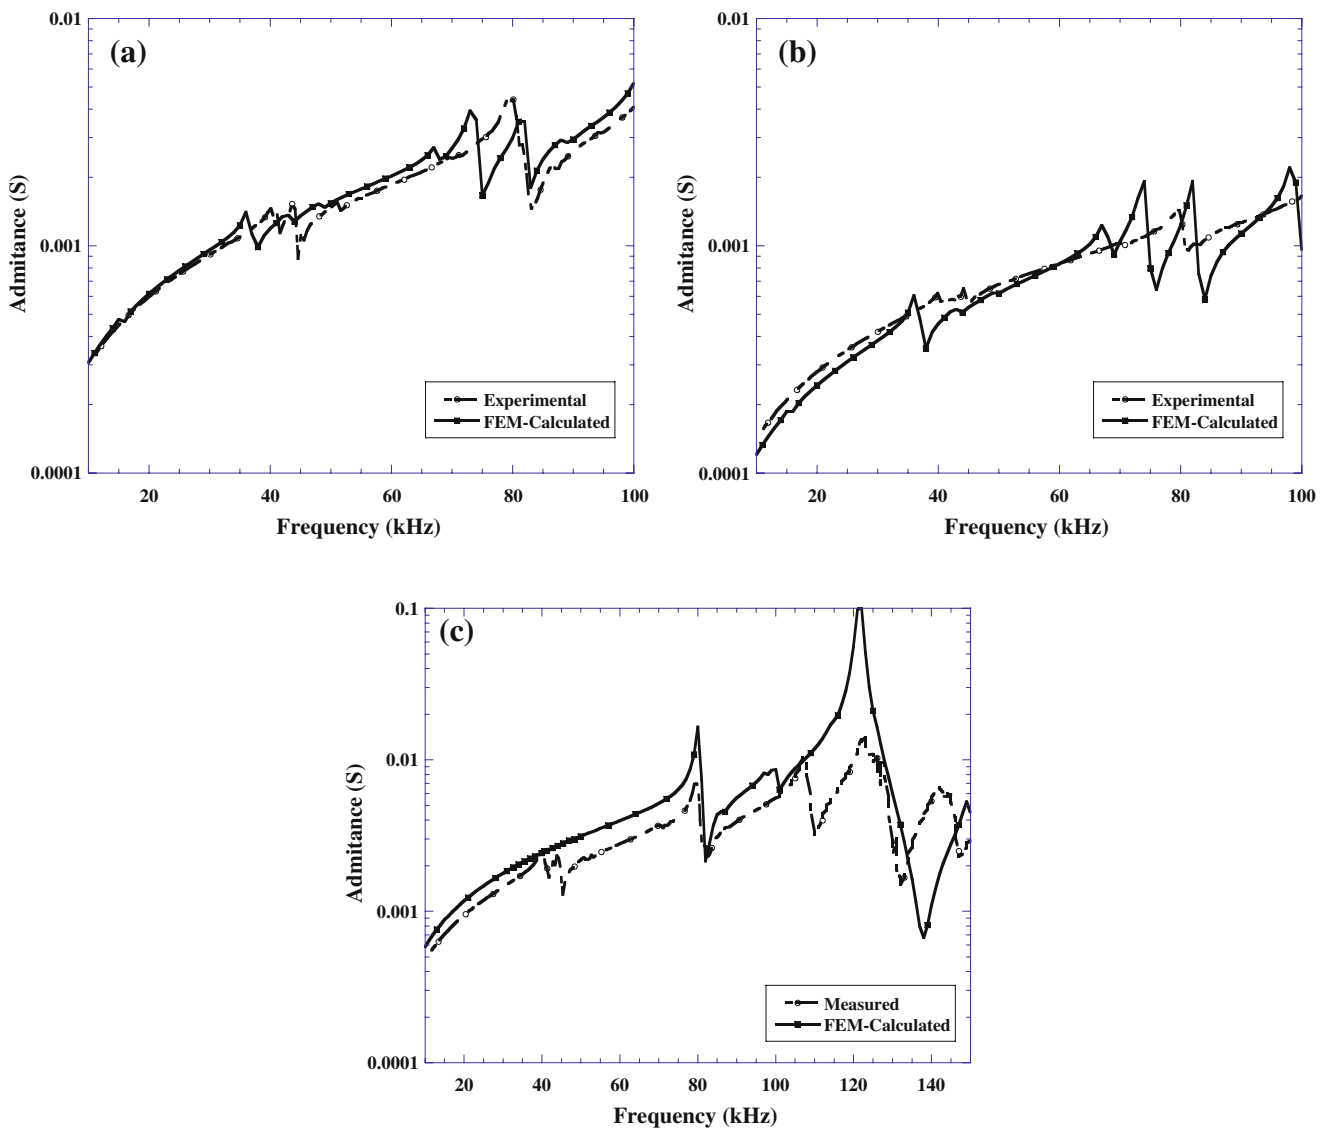 (a)
0.01
0.001
0.0001
Admitance (S)
20 40 60 80 100
Frequency (kHz)
Experimental
FEM-Calculated
(b)
0.01
0.001
0.0001
Admitance (S)
20 40 60 80 100
Frequency (kHz)
Experimental
FEM-Calculated
(c)
0.1
0.01
0.001
0.0001
Admitance (S)
20 40 60 80 100 120 140
Frequency (kHz)
Measured
FEM-Calculated